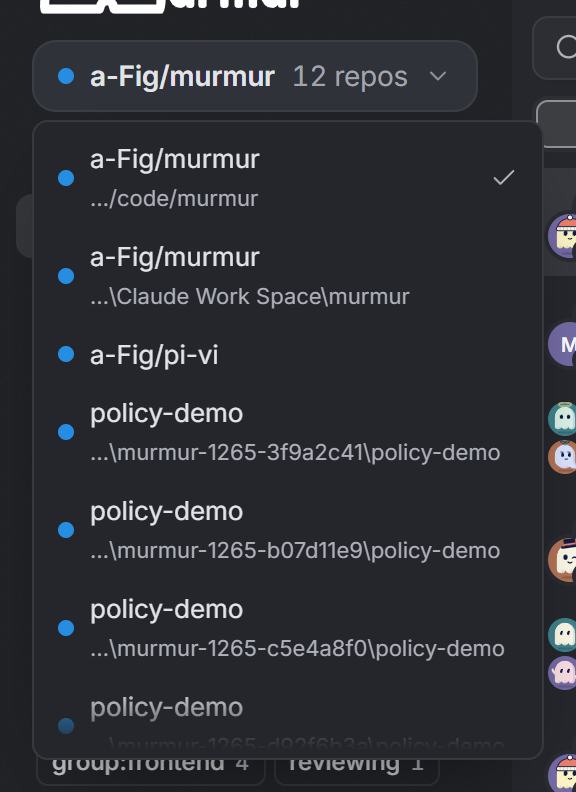 a-Fig/murmur 12 repos
a-Fig/murmur
.../code/murmur
a-Fig/murmur
...\Claude Work Space\murmur
a-Fig/pi-vi
policy-demo
...\murmur-1265-3f9a2c41\policy-demo
policy-demo
...\murmur-1265-b07d11e9\policy-demo
policy-demo
...\murmur-1265-c5e4a8f0\policy-demo
policy-demo
M
group:frontend 4 reviewing 1